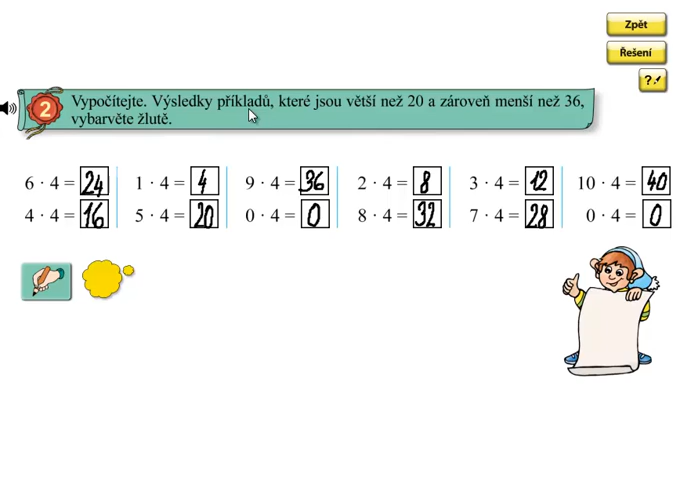 Zpět
Řešení
?
2
Vypočítejte. Výsledky příkladů, které jsou větší než 20 a zároveň menší než 36,
vybarvěte žlutě.
6 · 4 = 24 1 · 4 = 4 9 · 4 = 36 2 · 4 = 8 3 · 4 = 12 10 · 4 = 40
4 · 4 = 16 5 · 4 = 20 0 · 4 = 0 8 · 4 = 32 7 · 4 = 28 0 · 4 = 0